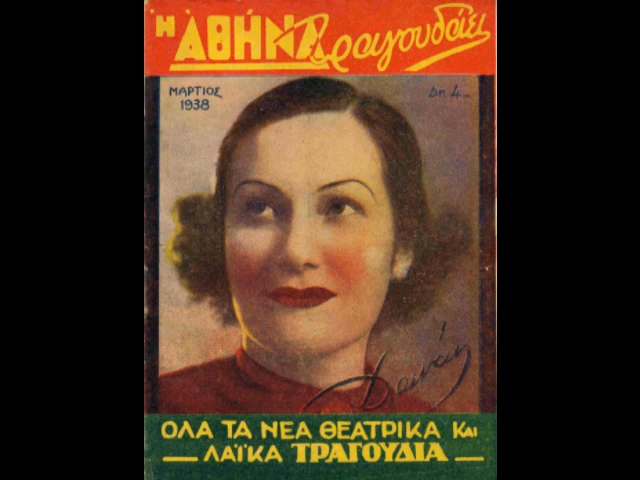 Η ΑΘΗΝΑ Τραγουδάει
ΜΑΡΤΙΟΣ
1938
Δρ. 4
Δανάη
ΟΛΑ ΤΑ ΝΕΑ ΘΕΑΤΡΙΚΑ ΚΑΙ
ΛΑΪΚΑ ΤΡΑΓΟΥΔΙΑ